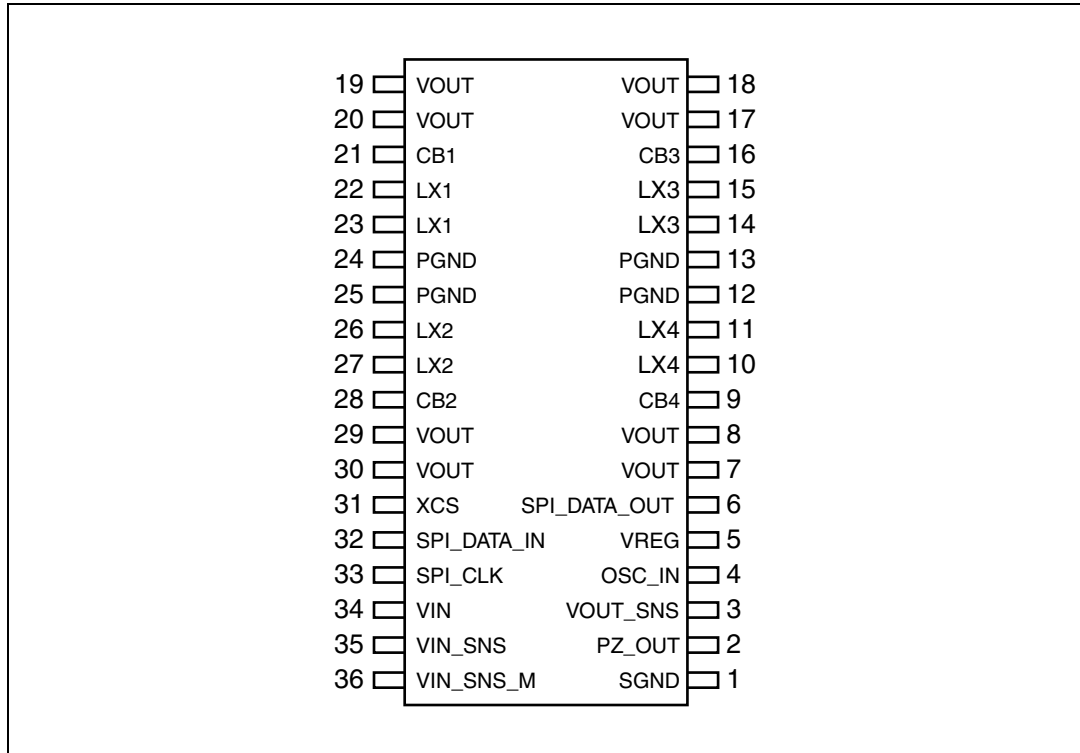 19 VOUT VOUT 18
20 VOUT VOUT 17
21 CB1 CB3 16
22 LX1 LX3 15
23 LX1 LX3 14
24 PGND PGND 13
25 PGND PGND 12
26 LX2 LX4 11
27 LX2 LX4 10
28 CB2 CB4 9
29 VOUT VOUT 8
30 VOUT VOUT 7
31 XCS SPI_DATA_OUT 6
32 SPI_DATA_IN VREG 5
33 SPI_CLK OSC_IN 4
34 VIN VOUT_SNS 3
35 VIN_SNS PZ_OUT 2
36 VIN_SNS_M SGND 1